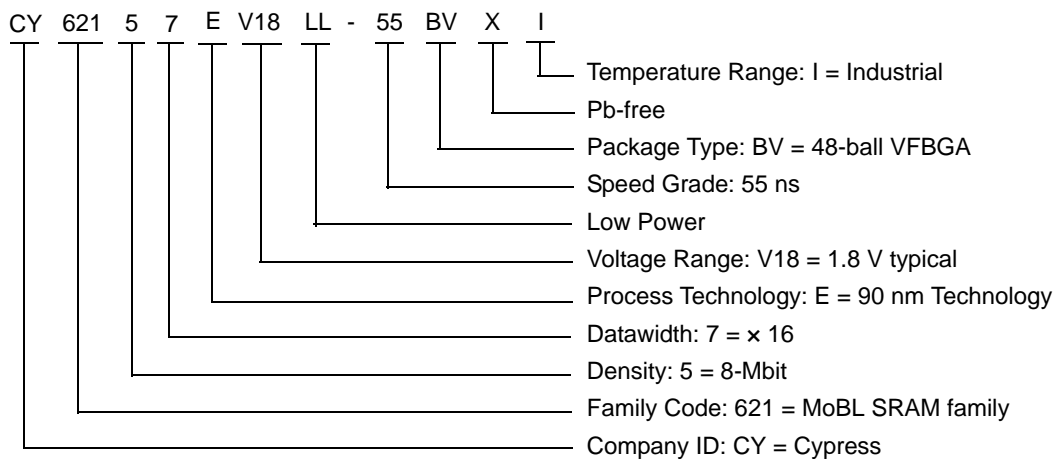 CY 621 5 7 E V18 LL - 55 BV X I
Temperature Range: I = Industrial
Pb-free
Package Type: BV = 48-ball VFBGA
Speed Grade: 55 ns
Low Power
Voltage Range: V18 = 1.8 V typical
Process Technology: E = 90 nm Technology
Datawidth: 7 = × 16
Density: 5 = 8-Mbit
Family Code: 621 = MoBL SRAM family
Company ID: CY = Cypress